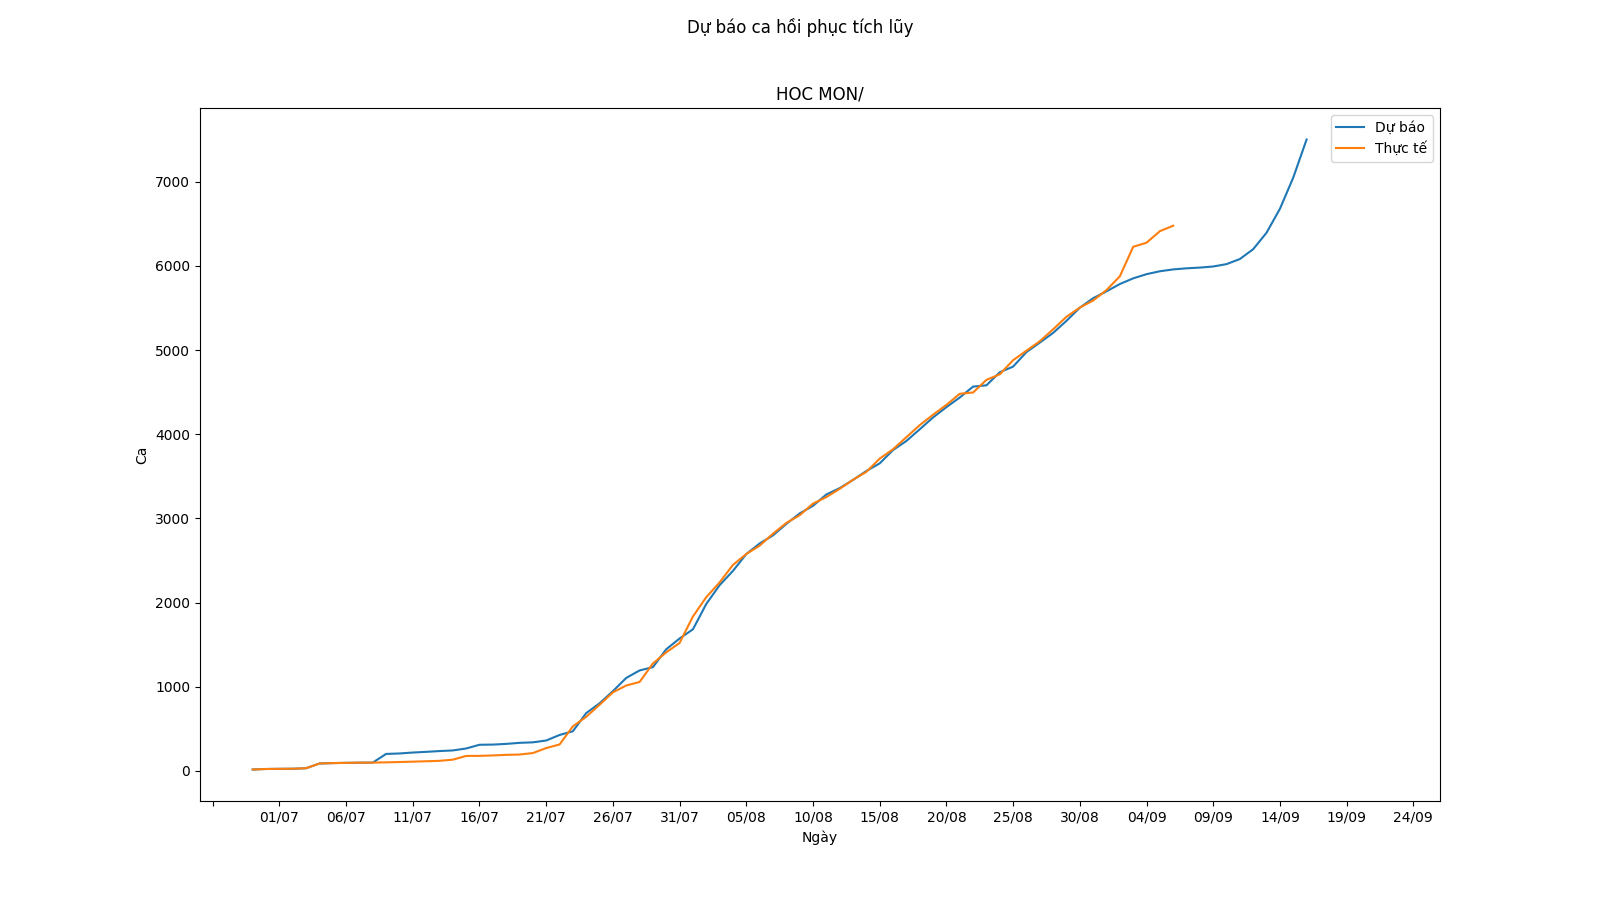 Dự báo ca hồi phục tích lũy
HOC MON/
Dự báo
Thực tế
7000
6000
5000
4000
3000
2000
1000
0
Ca
01/07 06/07 11/07 16/07 21/07 26/07 31/07 05/08 10/08 15/08 20/08 25/08 30/08 04/09 09/09 14/09 19/09 24/09
Ngày